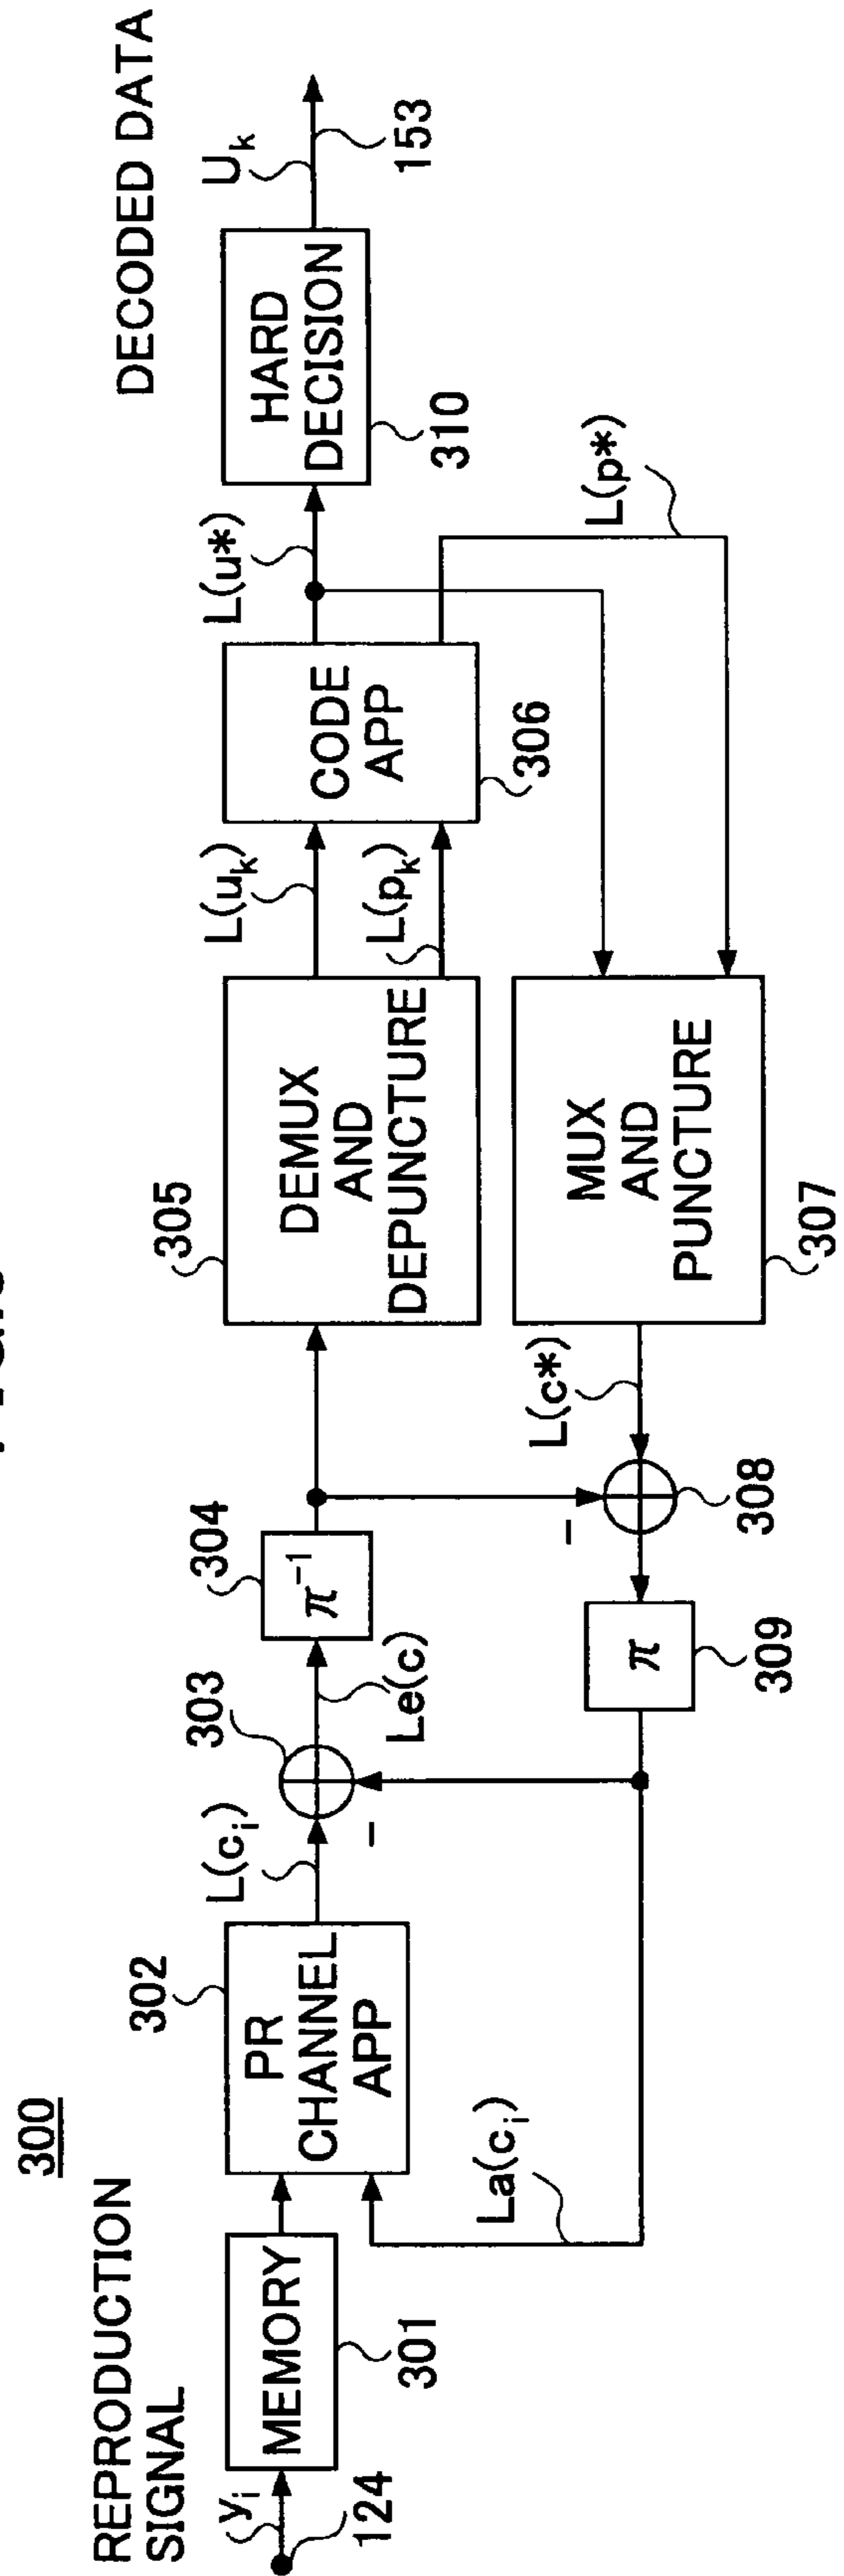 300
REPRODUCTION
SIGNAL
y_i
124
MEMORY
301
302
PR
CHANNEL
APP
La(c_i)
L(c_i)
303
Le(c)
304
π⁻¹
−
−
309
π
308
L(c*)
305
DEMUX
AND
DEPUNCTURE
MUX
AND
PUNCTURE
307
L(u_k)
L(p_k)
CODE
APP
306
L(u*)
L(p*)
HARD
DECISION
310
DECODED DATA
U_k
153